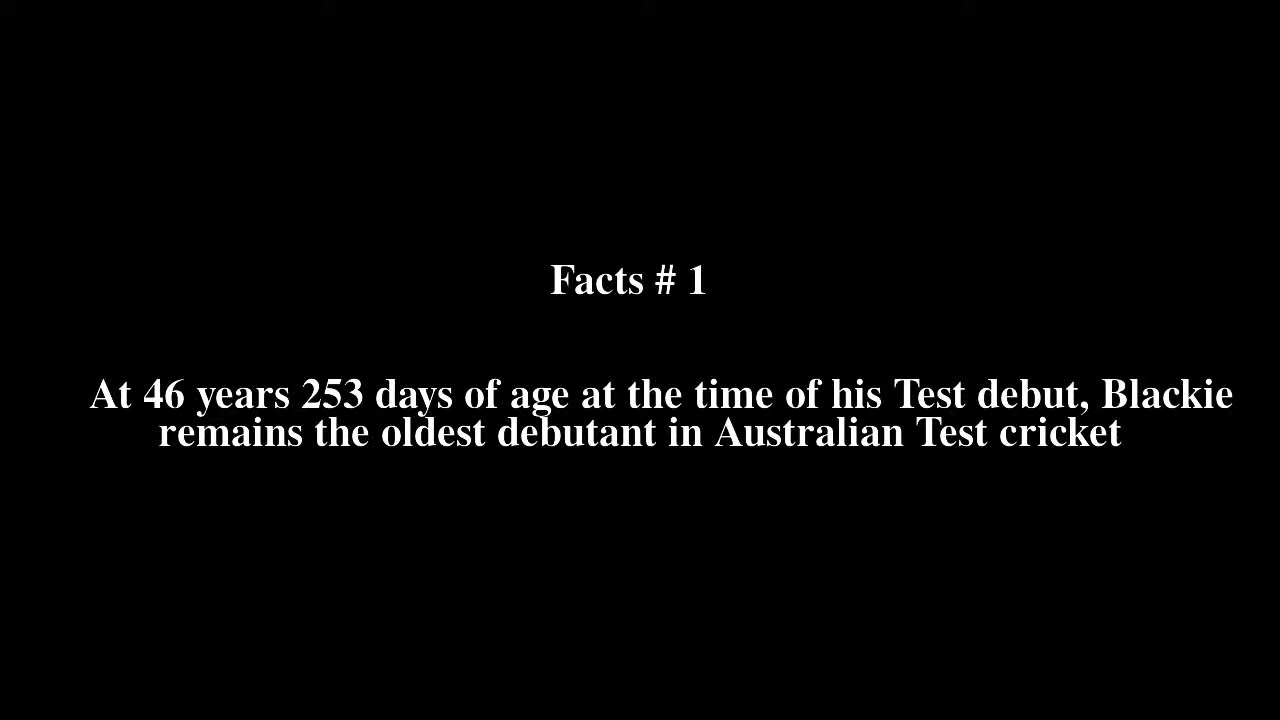 Facts # 1
At 46 years 253 days of age at the time of his Test debut, Blackie
remains the oldest debutant in Australian Test cricket